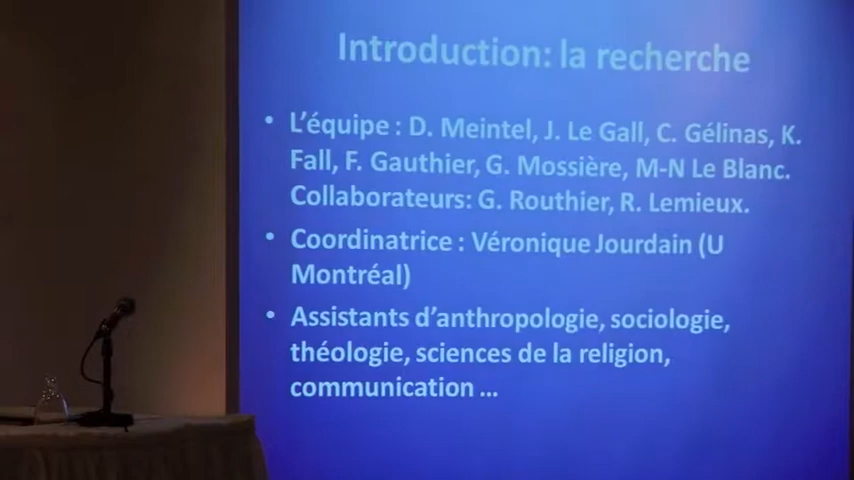 Introduction: la recherche
• L'équipe : D. Meintel, J. Le Gall, C. Gélinas, K.
Fall, F. Gauthier, G. Mossière, M-N Le Blanc.
Collaborateurs: G. Routhier, R. Lemieux.
• Coordinatrice : Véronique Jourdain (U
Montréal)
• Assistants d'anthropologie, sociologie,
théologie, sciences de la religion,
communication ...